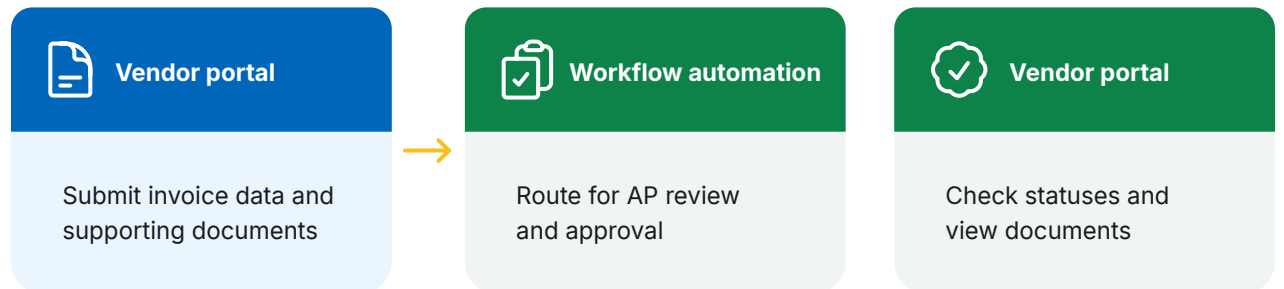 Vendor portal
Submit invoice data and
supporting documents
Workflow automation
Route for AP review
and approval
Vendor portal
Check statuses and
view documents